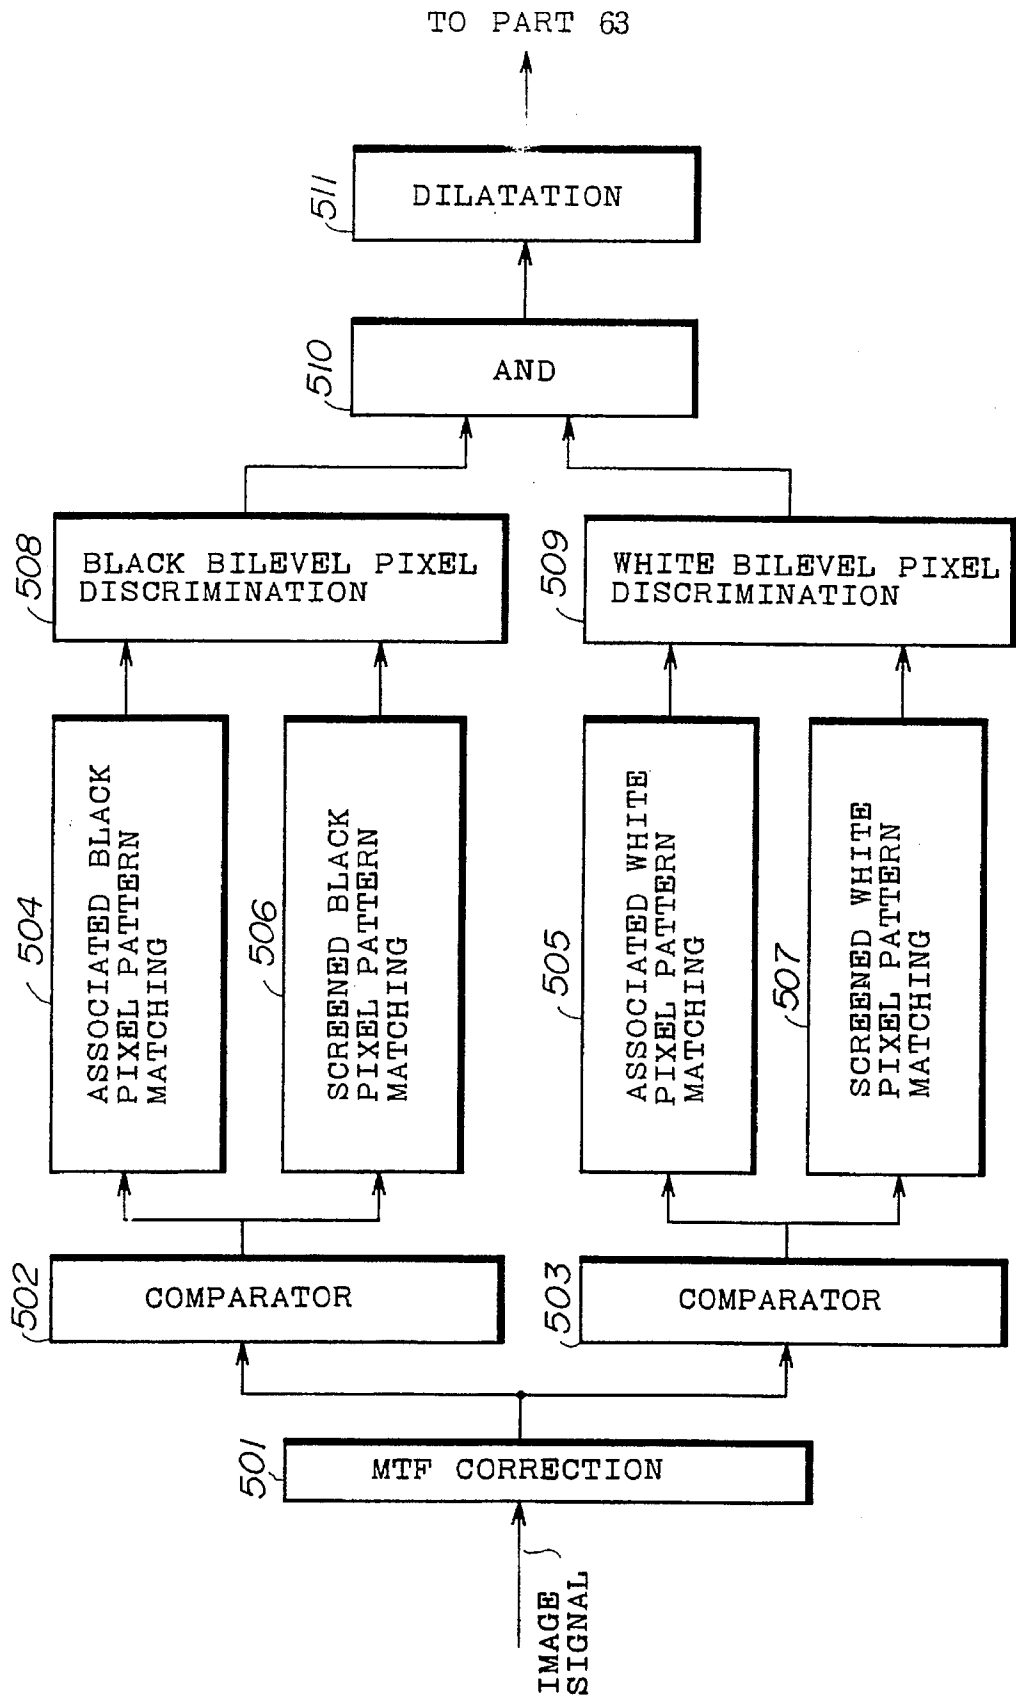 TO PART 63
511
DILATATION
510
AND
508
BLACK BILEVEL PIXEL
DISCRIMINATION
509
WHITE BILEVEL PIXEL
DISCRIMINATION
504
ASSOCIATED BLACK
PIXEL PATTERN
MATCHING
506
SCREENED BLACK
PIXEL PATTERN
MATCHING
505
ASSOCIATED WHITE
PIXEL PATTERN
MATCHING
507
SCREENED WHITE
PIXEL PATTERN
MATCHING
502
COMPARATOR
503
COMPARATOR
501
MTF CORRECTION
IMAGE
SIGNAL